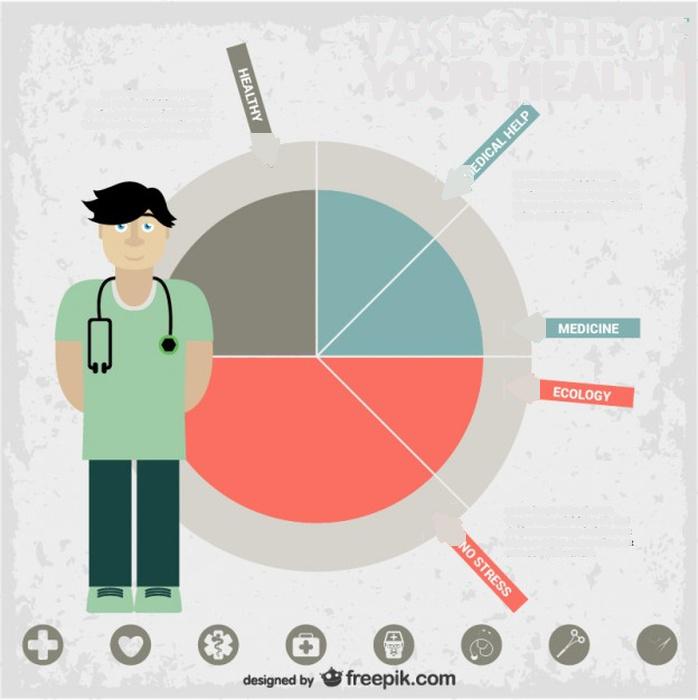 TAKE CARE OF
YOUR HEALTH
HEALTHY
MEDICAL HELP
MEDICINE
ECOLOGY
NO STRESS
designed by freepik.com